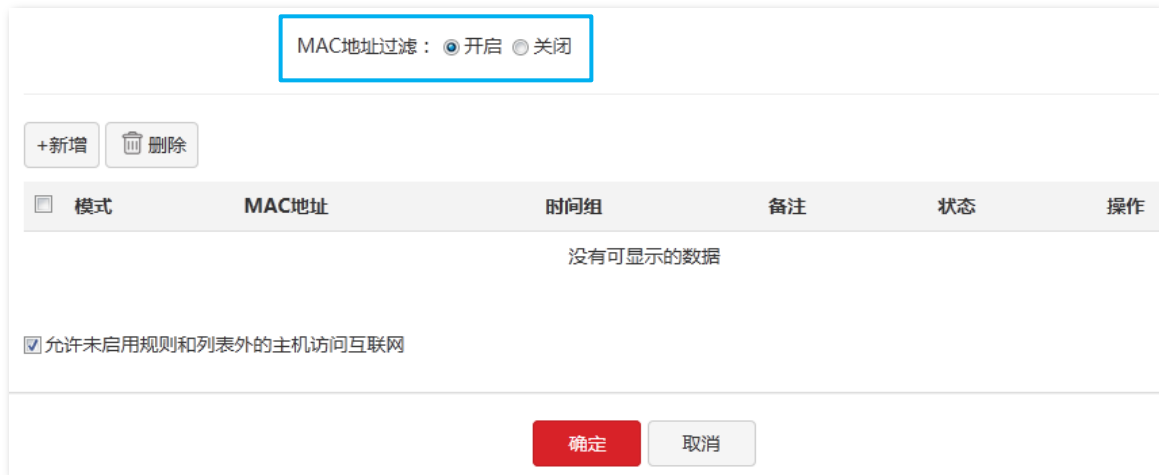 MAC地址过滤： 开启 关闭
+新增 删除
模式 MAC地址 时间组 备注 状态 操作
没有可显示的数据
允许未启用规则和列表外的主机访问互联网
确定 取消